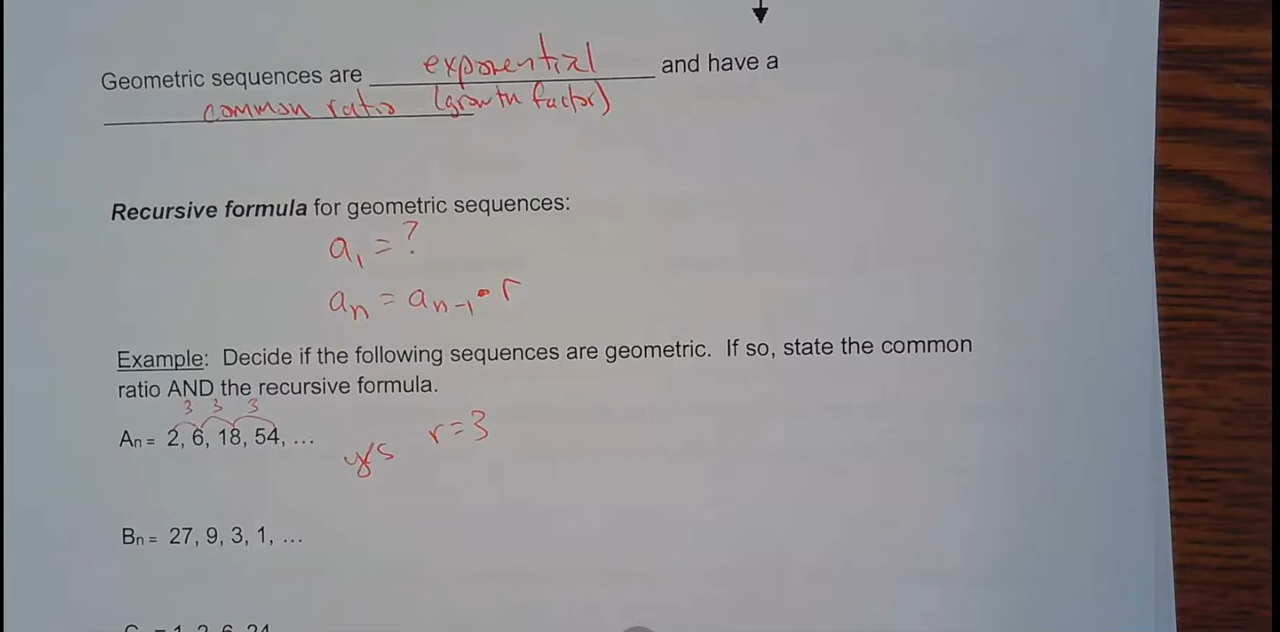 Geometric sequences are exponential and have a
common ratio (growth factor)
Recursive formula for geometric sequences:
a₁ = ?
aₙ = aₙ₋₁ • r
Example: Decide if the following sequences are geometric. If so, state the common
ratio AND the recursive formula.
3 3 3
An = 2, 6, 18, 54, ...
yes r = 3
Bn = 27, 9, 3, 1, ...